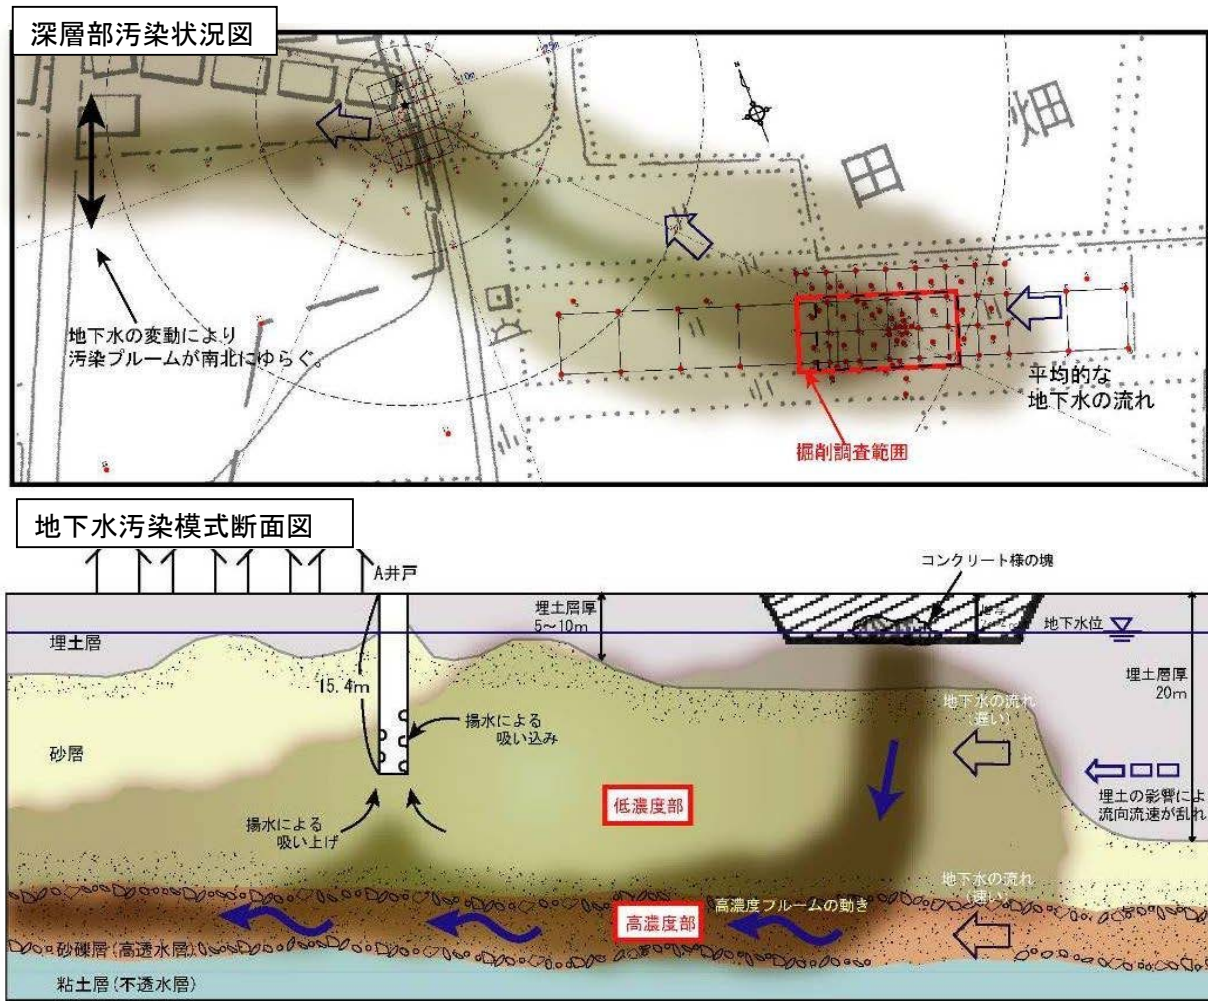 深層部汚染状況図
畑
田
地下水の変動により
汚染プルームが南北にゆらぐ。
平均的な
地下水の流れ
掘削調査範囲
地下水汚染模式断面図
A井戸
コンクリート様の塊
埋土層厚
5～10m
地下水位
埋土層
埋土層厚
20m
15.4m
地下水の流れ
(遅い)
揚水による
吸い込み
砂層
低濃度部
埋土の影響によ
流向流速が乱れ
揚水による
吸い上げ
地下水の流れ
(速い)
高濃度プルームの動き
高濃度部
砂礫層(高透水層)
粘土層(不透水層)